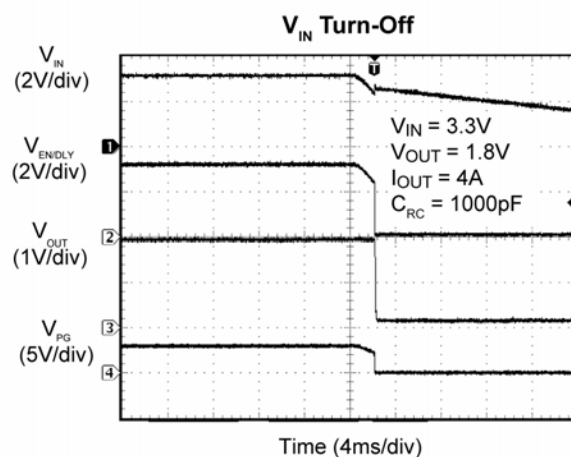 VIN Turn-Off
VIN
(2V/div)
T
VIN = 3.3V
VOUT = 1.8V
IOUT = 4A
CRC = 1000pF
1
VEN/DLY
(2V/div)
2
VOUT
(1V/div)
3
VPG
(5V/div)
4
Time (4ms/div)